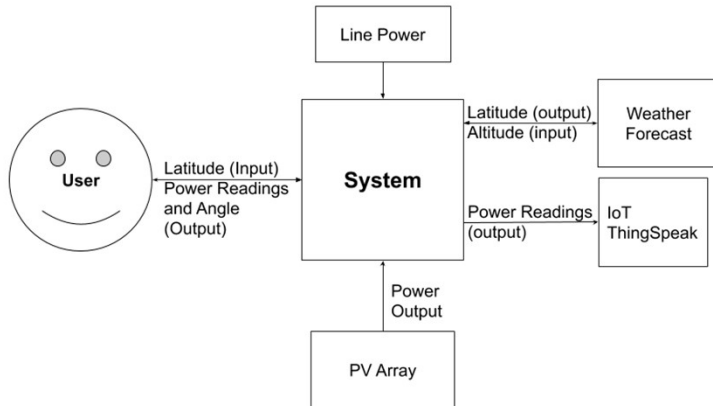 Line Power
User
Latitude (Input)
Power Readings
and Angle
(Output)
System
Latitude (output)
Altitude (input)
Weather
Forecast
Power Readings
(output)
IoT
ThingSpeak
Power
Output
PV Array